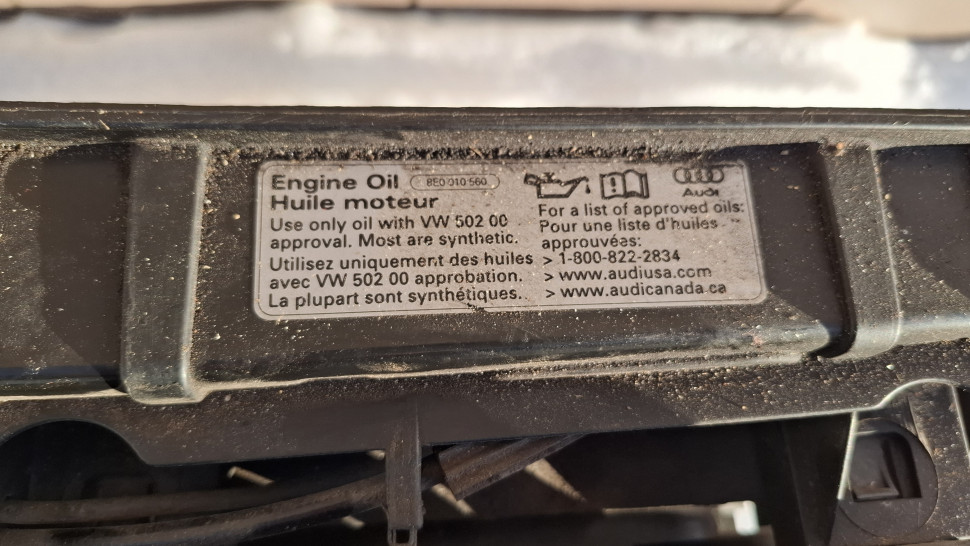 Engine Oil 8E0 010 560
Huile moteur
Use only oil with VW 502 00
approval. Most are synthetic.
Utilisez uniquement des huiles
avec VW 502 00 approbation.
La plupart sont synthétiques.
Audi
For a list of approved oils:
Pour une liste d'huiles
approuvées:
> 1-800-822-2834
> www.audiusa.com
> www.audicanada.ca